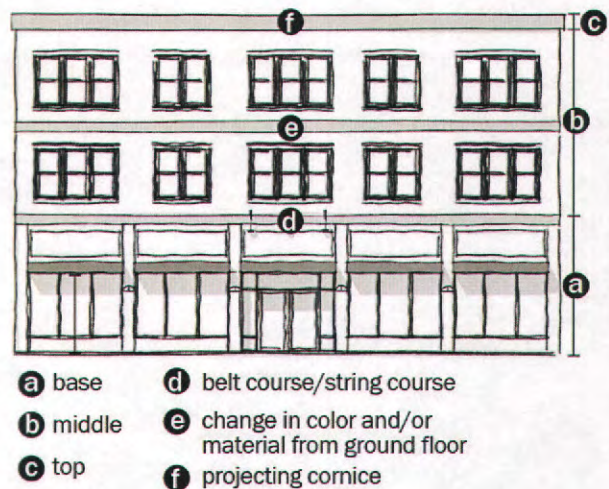 f
c
b
e
d
a
a base
b middle
c top
d belt course/string course
e change in color and/or
material from ground floor
f projecting cornice